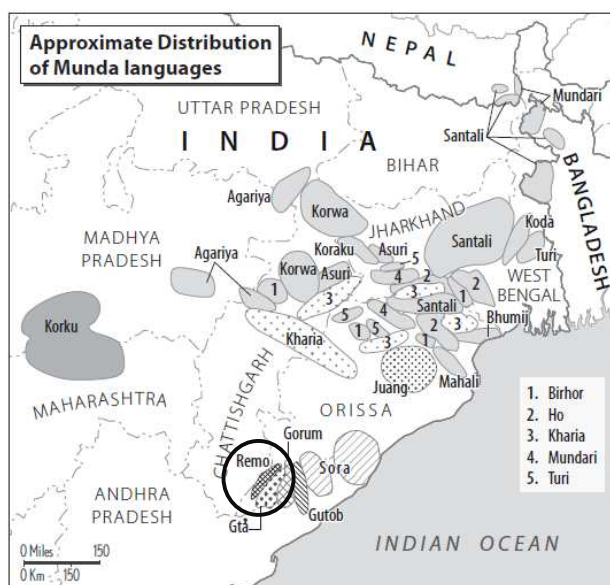 Approximate Distribution
of Munda languages
NEPAL
Mundari
UTTAR PRADESH
Santali
INDIA
BIHAR
BANGLADESH
Agariya
Korwa
JHARKHAND
Koda
MADHYA
PRADESH
Agariya
Koraku
Asuri
Santali
Turi
Korwa
Asuri
5
4
2
WEST
BENGAL
1
3
3
Santali
1
2
Korku
5
4
Bhumij
Kharia
1
5
3
2
1
3
Juang
Mahali
MAHARASHTRA
CHATTISHGARH
ORISSA
1. Birhor
2. Ho
3. Kharia
4. Mundari
5. Turi
Gorum
Remo
Sora
ANDHRA
PRADESH
Gtaʔ
Gutob
0 Miles 150
0 Km 150
INDIAN OCEAN